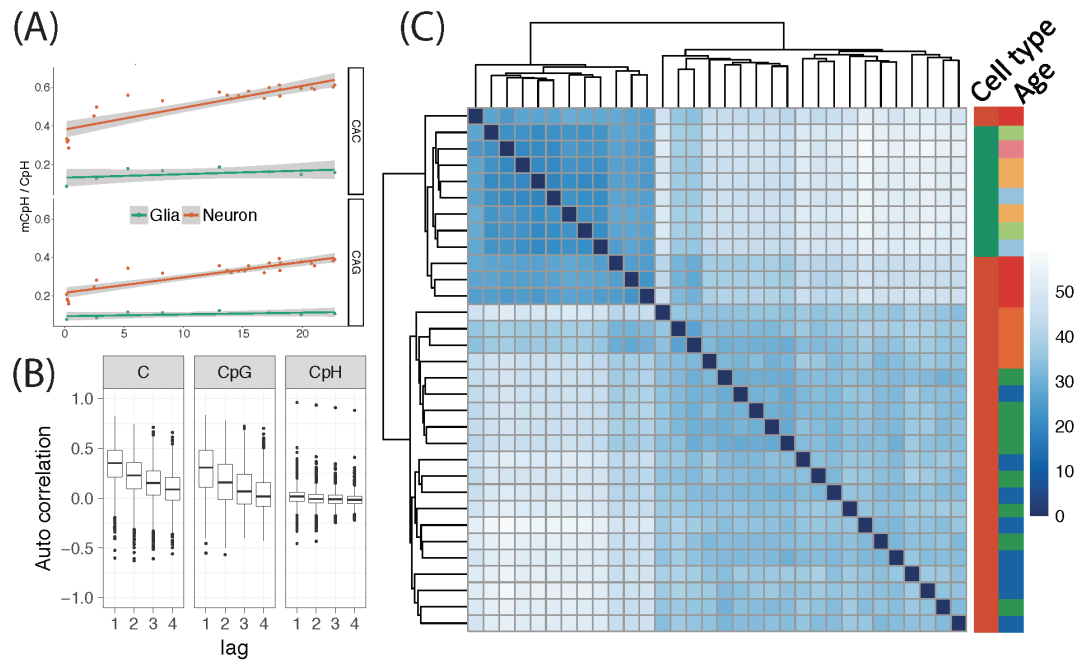 (A)
mCpH / CpH
0.6
0.4
0.2
CAC
Glia Neuron
0.6
0.4
0.2
CAG
0 5 10 15 20
(B)
C CpG CpH
Auto correlation
1.0
0.5
0.0
−0.5
−1.0
1 2 3 4 1 2 3 4 1 2 3 4
lag
(C)
Cell type
Age
50
40
30
20
10
0